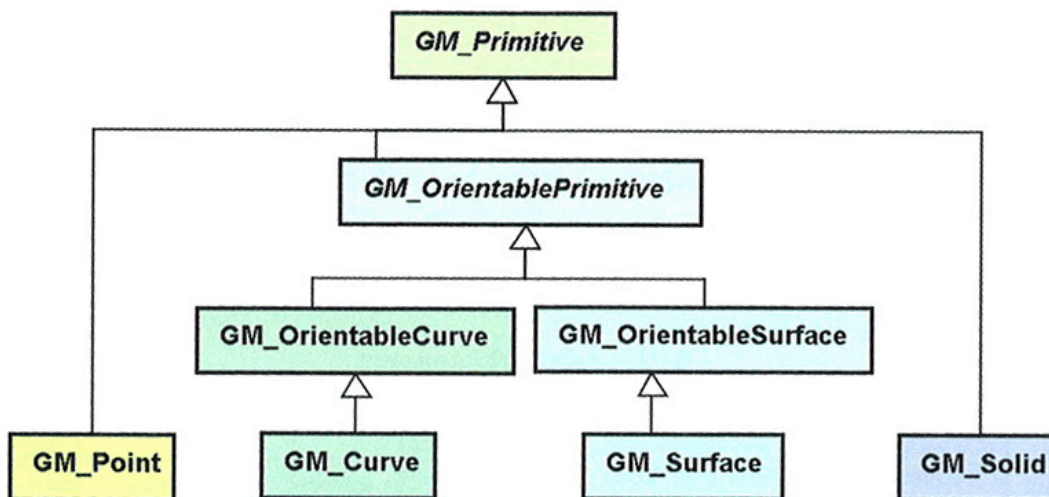 GM_Primitive
GM_OrientablePrimitive
GM_OrientableCurve
GM_OrientableSurface
GM_Point
GM_Curve
GM_Surface
GM_Solid